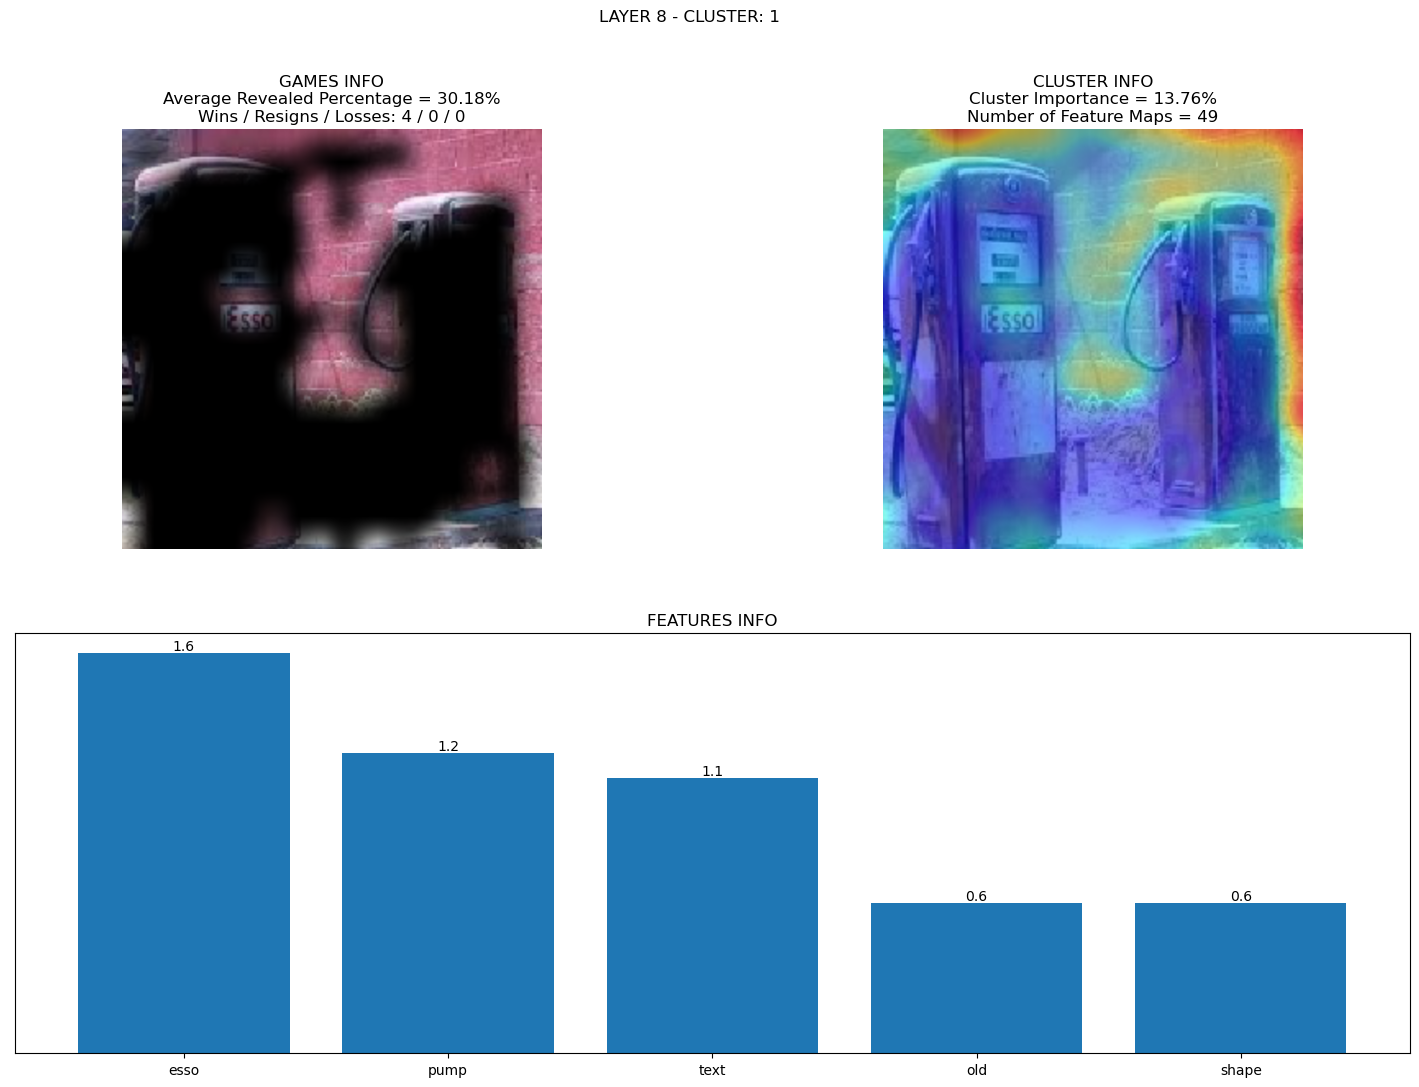 LAYER 8 - CLUSTER: 1
GAMES INFO
Average Revealed Percentage = 30.18%
Wins / Resigns / Losses: 4 / 0 / 0
CLUSTER INFO
Cluster Importance = 13.76%
Number of Feature Maps = 49
ESSO
ESSO
FEATURES INFO
1.6
1.2
1.1
0.6
0.6
esso
pump
text
old
shape